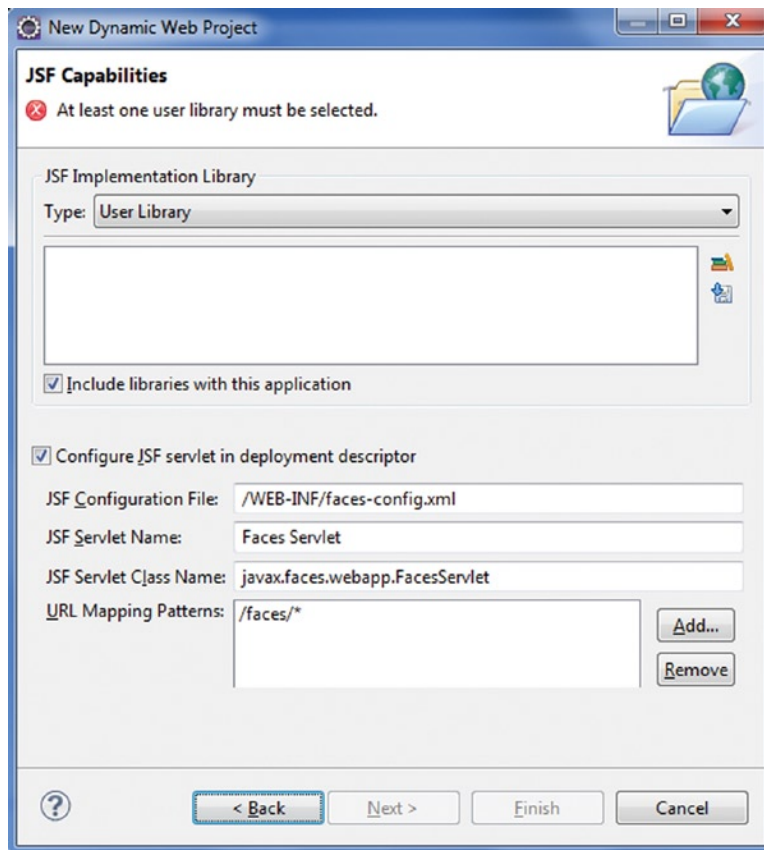 New Dynamic Web Project
JSF Capabilities
At least one user library must be selected.
JSF Implementation Library
Type: User Library
Include libraries with this application
Configure JSF servlet in deployment descriptor
JSF Configuration File: /WEB-INF/faces-config.xml
JSF Servlet Name: Faces Servlet
JSF Servlet Class Name: javax.faces.webapp.FacesServlet
URL Mapping Patterns: /faces/*
Add...
Remove
? < Back Next > Finish Cancel